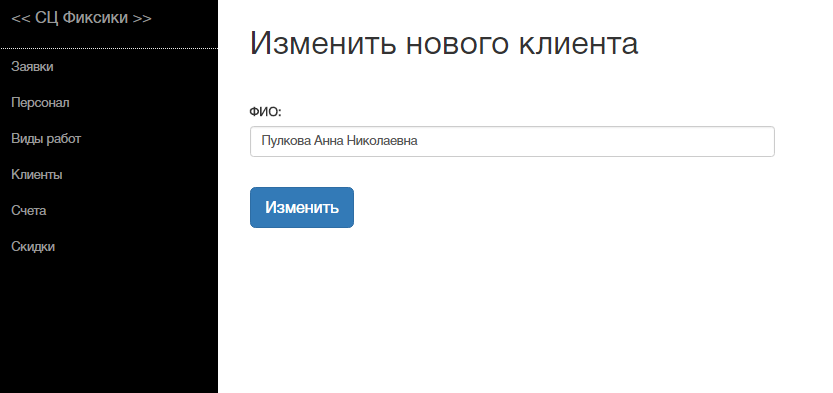 << СЦ Фиксики >>
Заявки
Персонал
Виды работ
Клиенты
Счета
Скидки
Изменить нового клиента
ФИО:
Пулкова Анна Николаевна
Изменить